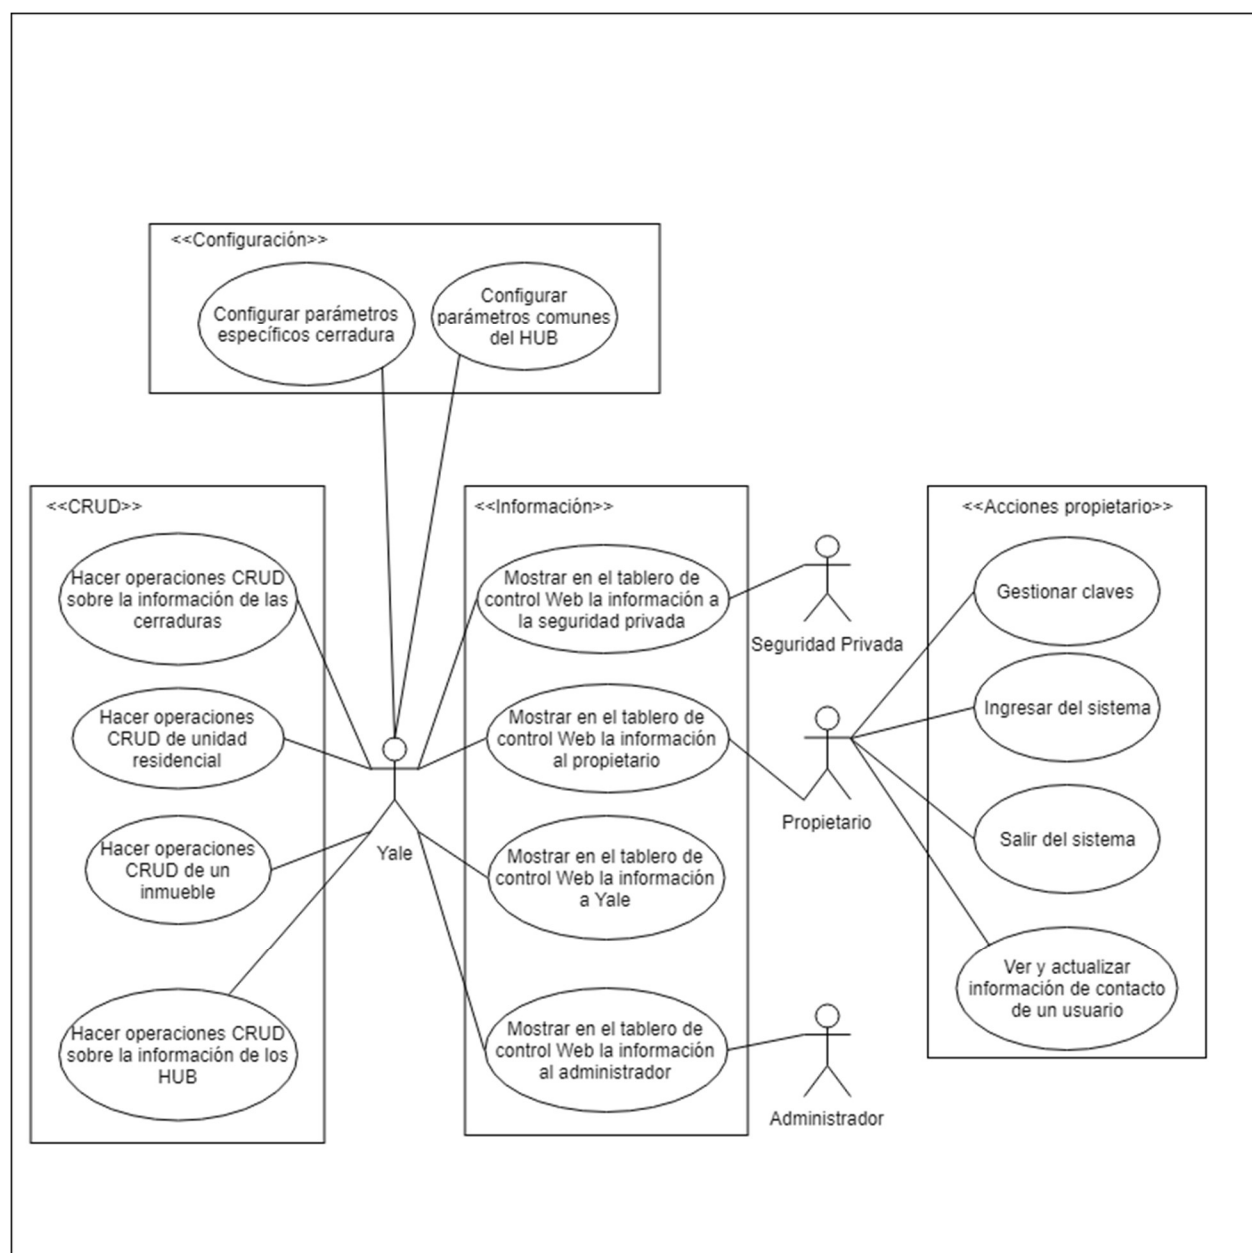 <<Configuración>>
Configurar parámetros
específicos cerradura
Configurar
parámetros comunes
del HUB
<<CRUD>>
Hacer operaciones CRUD
sobre la información de las
cerraduras
Hacer operaciones
CRUD de unidad
residencial
Hacer operaciones
CRUD de un
inmueble
Hacer operaciones CRUD
sobre la información de los
HUB
Yale
<<Información>>
Mostrar en el tablero de
control Web la información a
la seguridad privada
Mostrar en el tablero de
control Web la información
al propietario
Mostrar en el tablero de
control Web la información
a Yale
Mostrar en el tablero de
control Web la información
al administrador
Seguridad Privada
Propietario
Administrador
<<Acciones propietario>>
Gestionar claves
Ingresar del sistema
Salir del sistema
Ver y actualizar
información de contacto
de un usuario